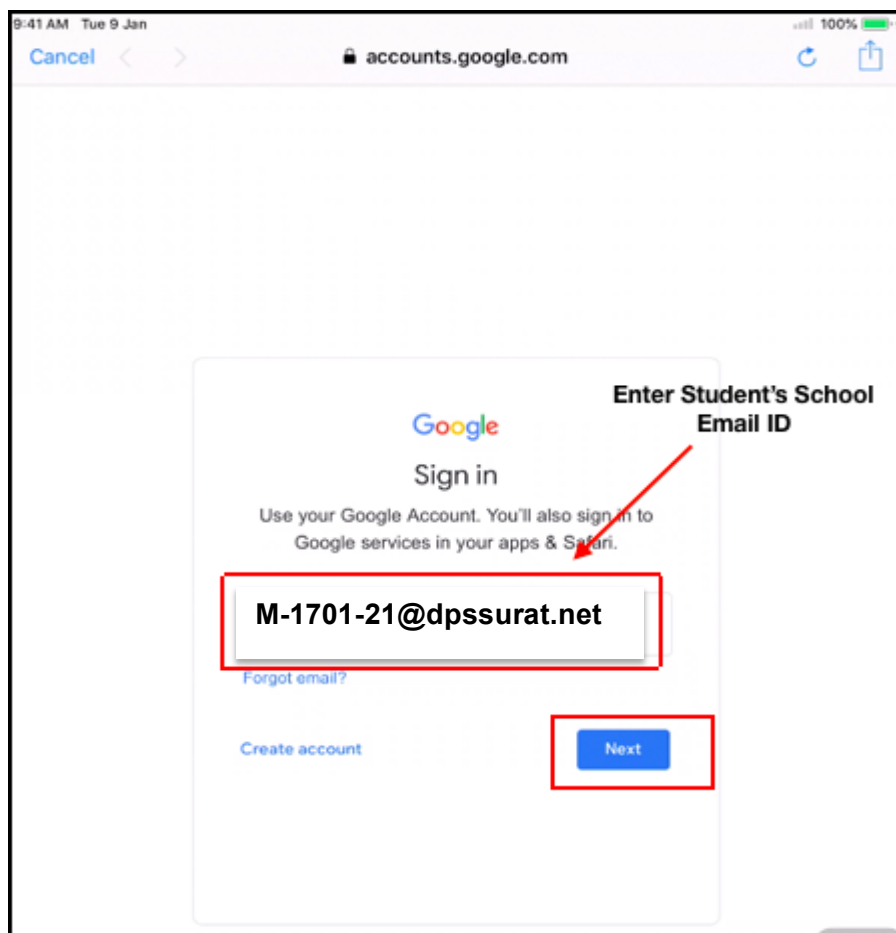 9:41 AM Tue 9 Jan 100%
Cancel accounts.google.com
Enter Student's School
Email ID
Google
Sign in
Use your Google Account. You'll also sign in to
Google services in your apps & Safari.
M-1701-21@dpssurat.net
Forgot email?
Create account Next